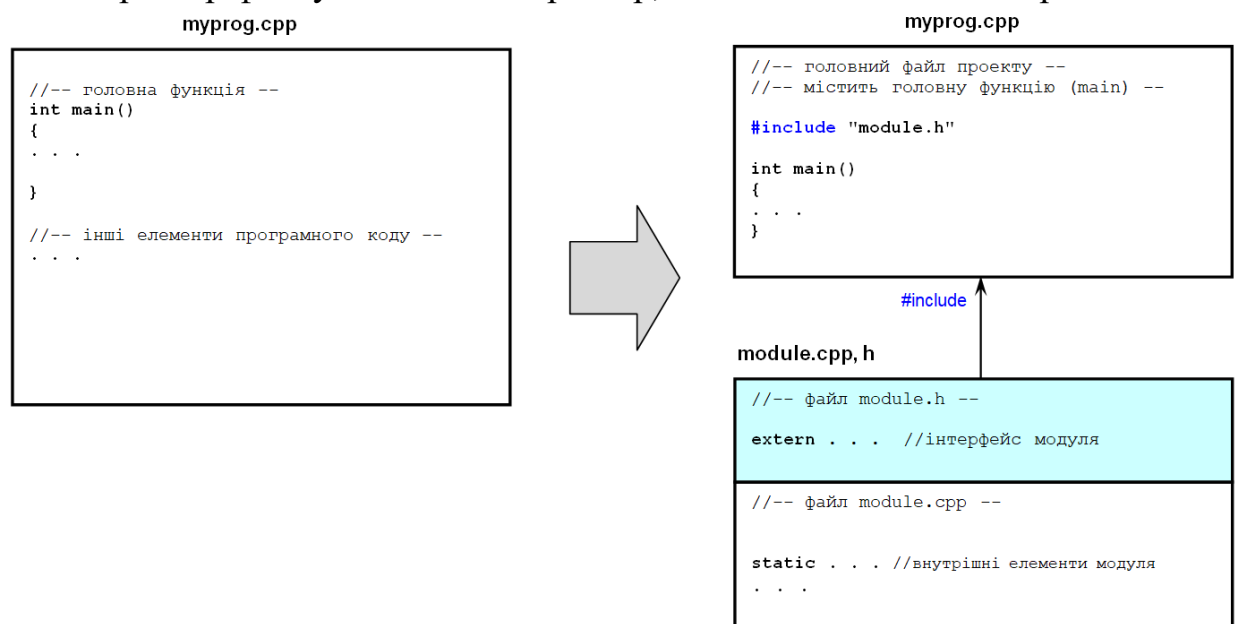 myprog.cpp
//-- головна функція --
int main()
{
. . .
}
//-- інші елементи програмного коду --
. . .
myprog.cpp
//-- головний файл проекту --
//-- містить головну функцію (main) --
#include "module.h"
int main()
{
. . .
}
#include
module.cpp, h
//-- файл module.h --
extern . . . //інтерфейс модуля
//-- файл module.cpp --
static . . . //внутрішні елементи модуля
. . .